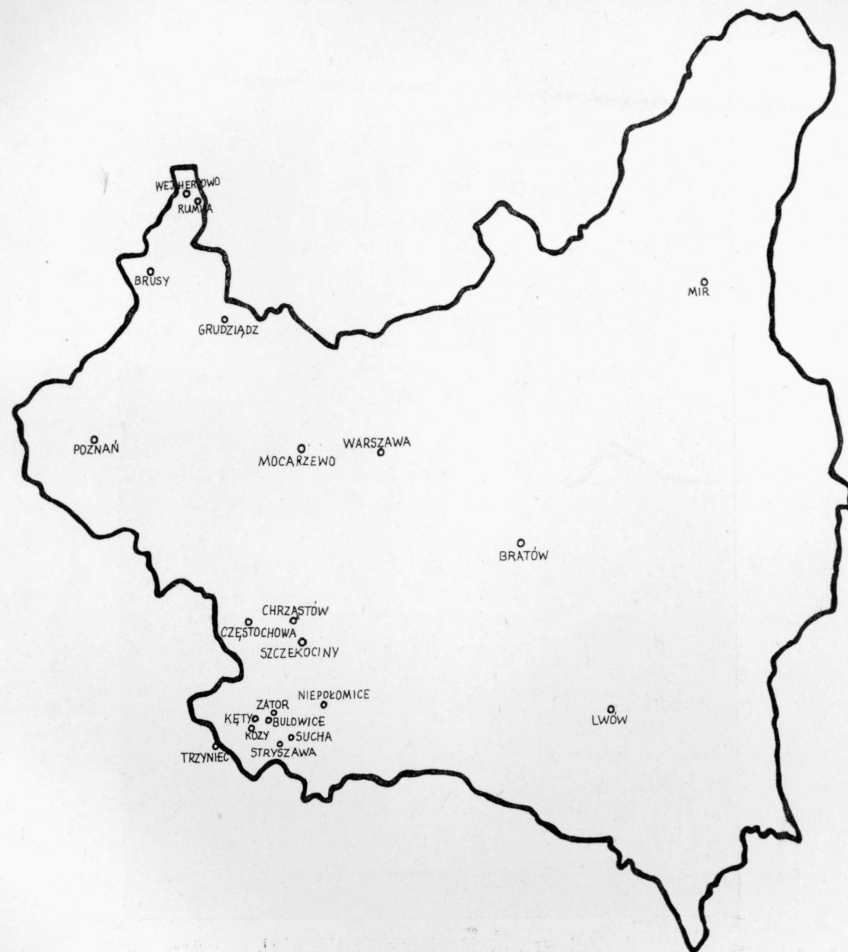 WEJHEROWO
RUMIA
BRUSY
MIR
GRUDZIĄDZ
POZNAŃ
MOCARZEWO
WARSZAWA
BRATÓW
CHRZĄSTÓW
CZĘSTOCHOWA
SZCZEKOCINY
NIEPOŁOMICE
ZATOR
KĘTY
BULOWICE
KOZY
SUCHA
STRYSZAWA
TRZYNIEC
LWÓW